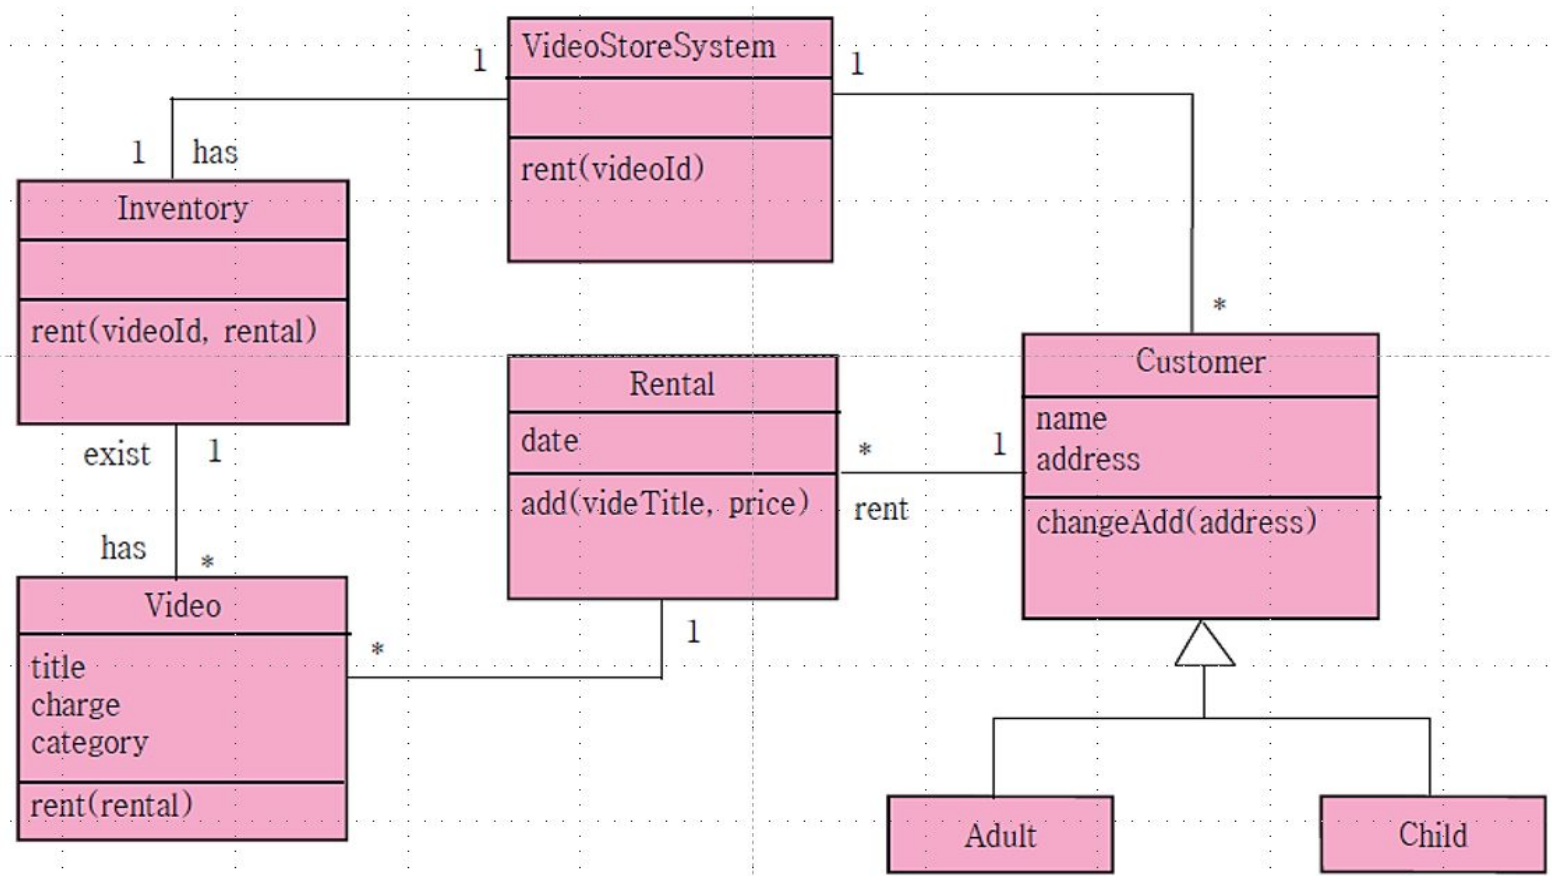 VideoStoreSystem
rent(videoId)
1
1
1
has
Inventory
rent(videoId, rental)
exist
1
has
*
Video
title
charge
category
rent(rental)
*
1
Rental
date
add(videTitle, price)
*
1
rent
*
Customer
name
address
changeAdd(address)
Adult
Child